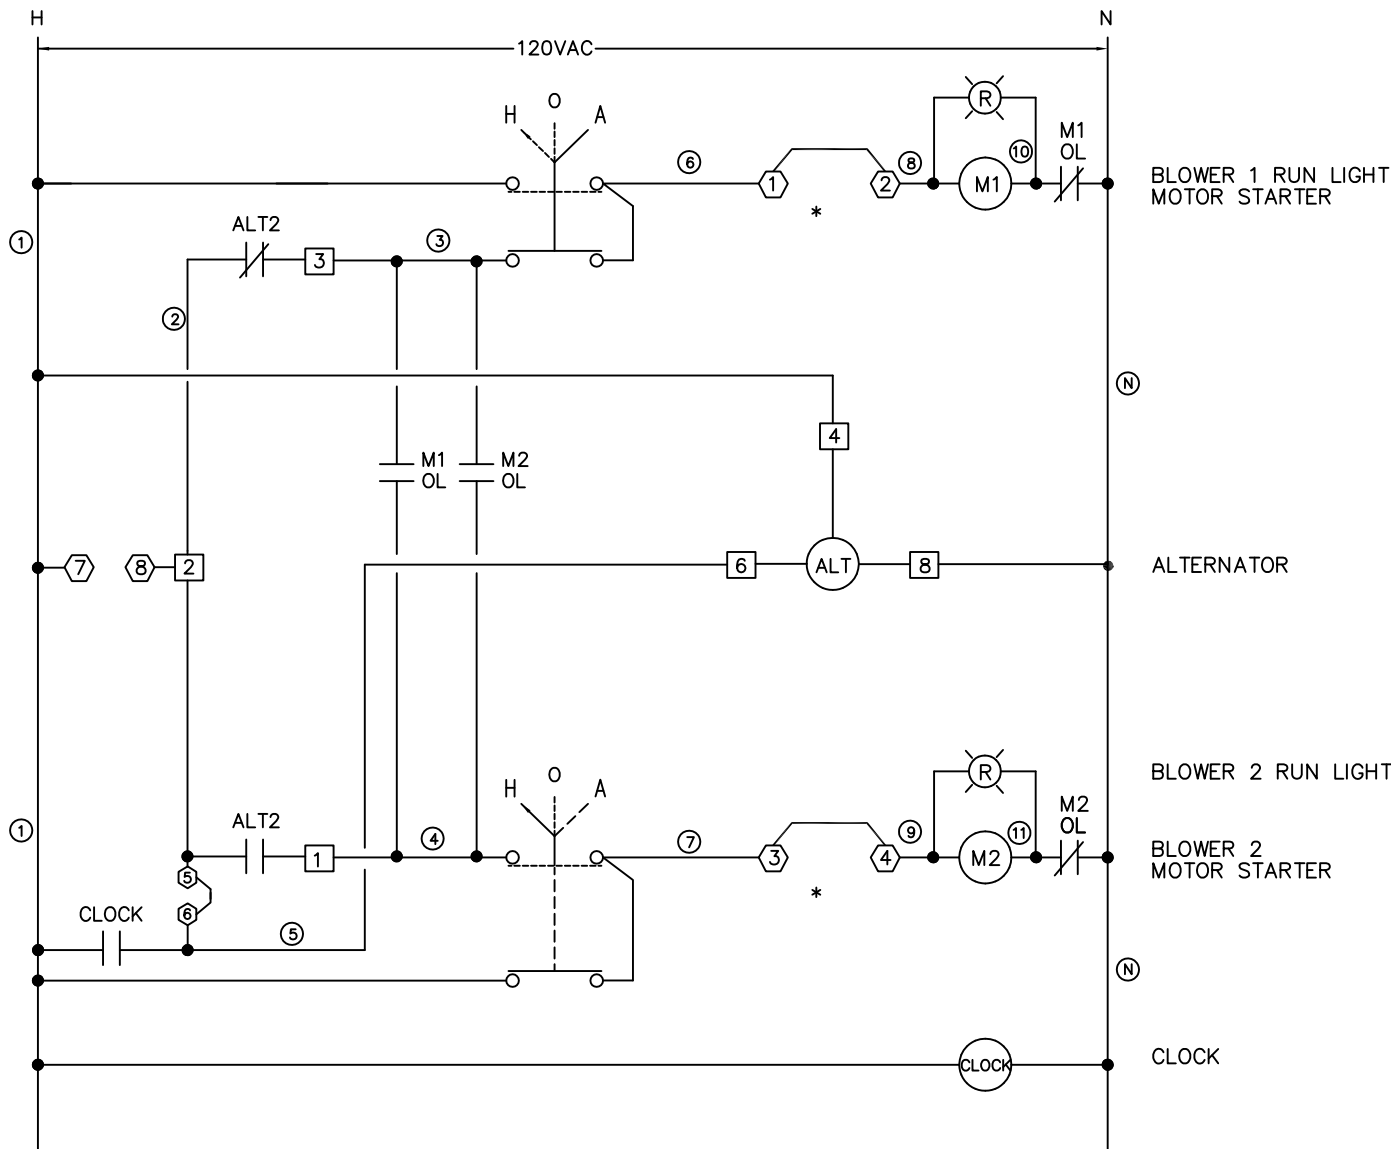 H
N
120VAC
H O A
R
M1
OL
6
1
2
8
M1
10
*
BLOWER 1 RUN LIGHT
MOTOR STARTER
1
ALT2
3
3
2
N
4
M1
OL
M2
OL
7
8
2
6
ALT
8
ALTERNATOR
H O A
R
BLOWER 2 RUN LIGHT
M2
OL
1
ALT2
1
4
7
3
4
9
M2
11
*
BLOWER 2
MOTOR STARTER
5
6
CLOCK
5
N
CLOCK
CLOCK